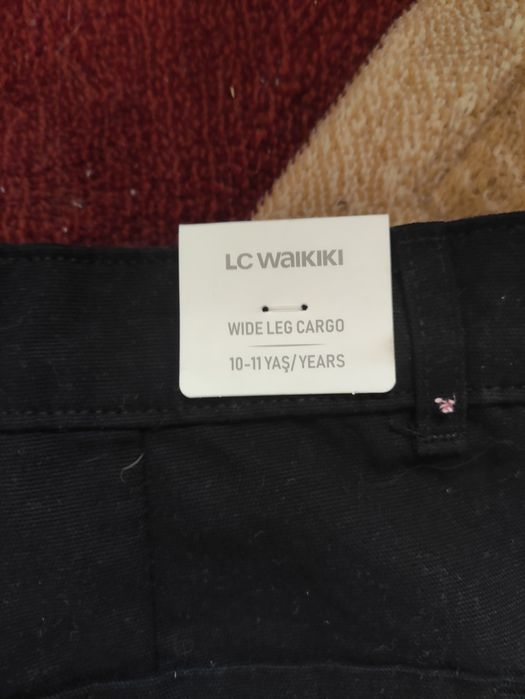 LC WAIKIKI
WIDE LEG CARGO
10-11 YAŞ/YEARS